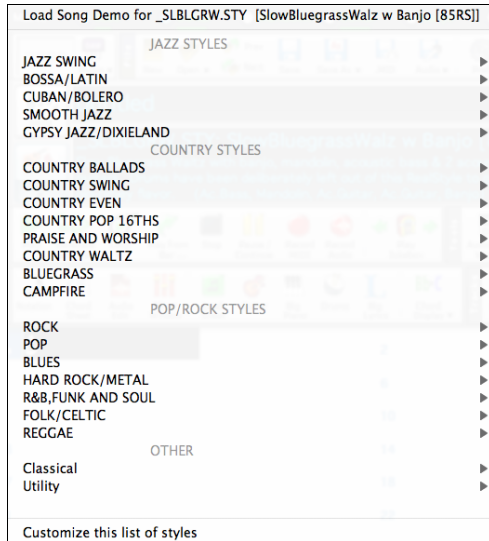 Load Song Demo for _SLBLGRW.STY [SlowBluegrassWalz w Banjo [85RS]]
JAZZ STYLES
JAZZ SWING
BOSSA/LATIN
CUBAN/BOLERO
SMOOTH JAZZ
GYPSY JAZZ/DIXIELAND
COUNTRY STYLES
COUNTRY BALLADS
COUNTRY SWING
COUNTRY EVEN
COUNTRY POP 16THS
PRAISE AND WORSHIP
COUNTRY WALTZ
BLUEGRASS
CAMPFIRE
POP/ROCK STYLES
ROCK
POP
BLUES
HARD ROCK/METAL
R&B,FUNK AND SOUL
FOLK/CELTIC
REGGAE
OTHER
Classical
Utility
Customize this list of styles